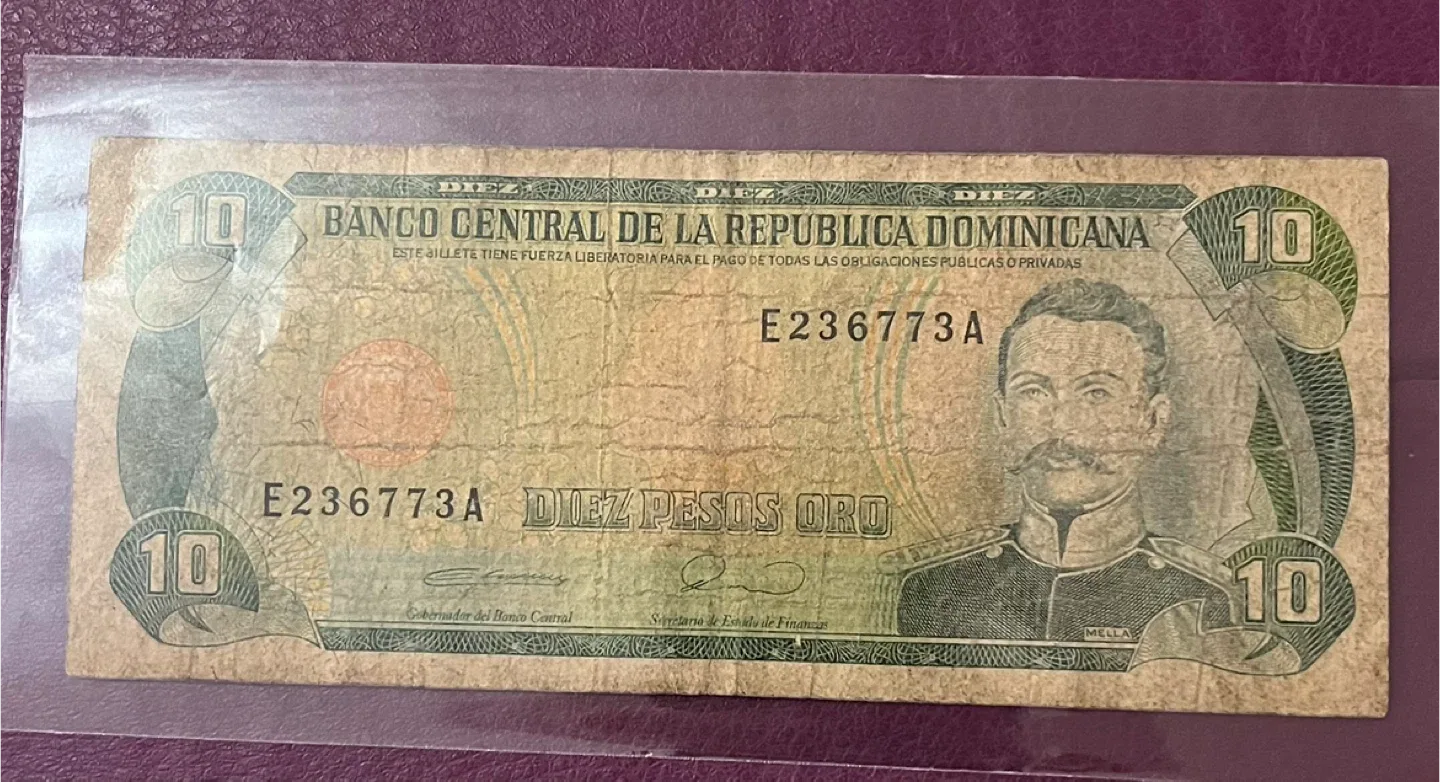 DIEZ DIEZ DIEZ
10 10
BANCO CENTRAL DE LA REPUBLICA DOMINICANA
ESTE BILLETE TIENE FUERZA LIBERATORIA PARA EL PAGO DE TODAS LAS OBLIGACIONES PUBLICAS O PRIVADAS
E236773A
E236773A DIEZ PESOS ORO
10 10
Gobernador del Banco Central Secretario de Estado de Finanzas
MELLA